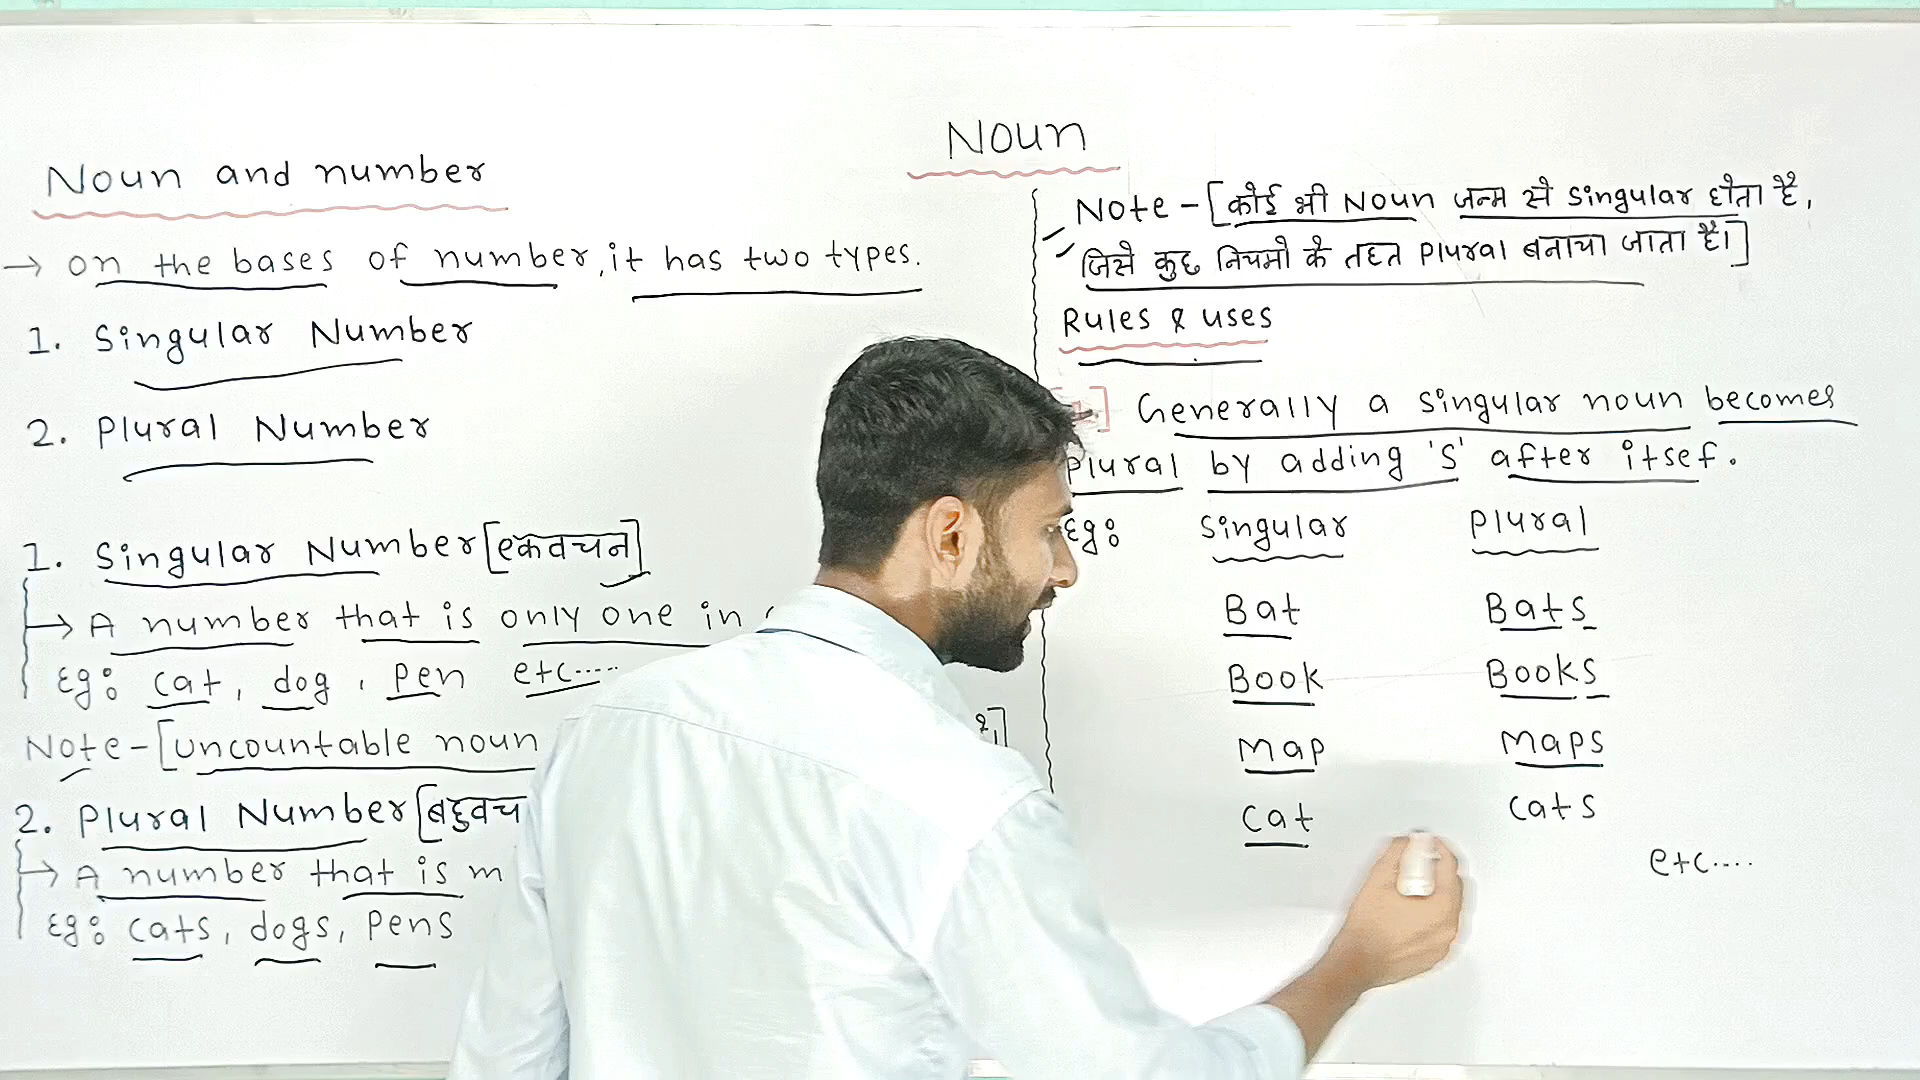 Noun
Noun and number
→ on the bases of number, it has two types.
1. Singular Number
2. Plural Number
1. Singular Number [एकवचन]
→ A number that is only one in
Eg: cat, dog, pen etc....
Note-[uncountable noun
2. Plural Number [बहुवच
→ A number that is m
Eg: cats, dogs, pens
Note-[कोई भी Noun जन्म से singular होता है,
जिसे कुछ नियमो के तहत plural बनाया जाता है।]
Rules & uses
1.] Generally a singular noun becomes
plural by adding 's' after itsef.
Eg: singular plural
Bat Bats
Book Books
Map Maps
cat cats
etc....